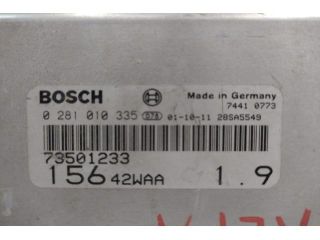 BOSCH Made in Germany
7441 0773
0 281 010 335 078 01-10-11 28SA5549
73501233
156 42WAA 1.9